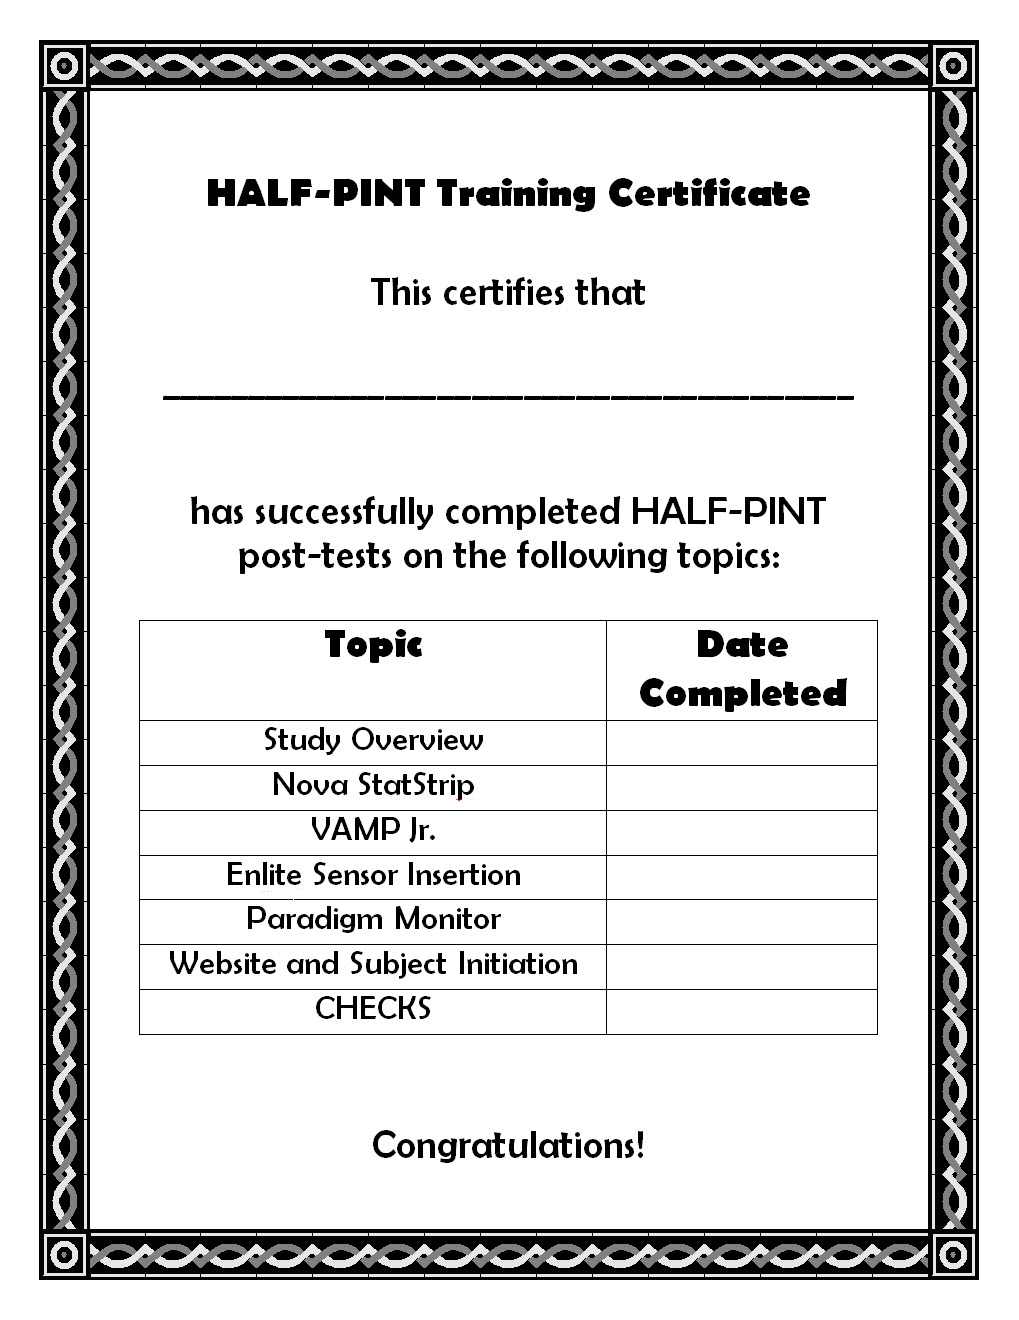 HALF-PINT Training Certificate
This certifies that
________________________________________
has successfully completed HALF-PINT
post-tests on the following topics:
Topic
Date
Completed
Study Overview
Nova StatStrip
VAMP Jr.
Enlite Sensor Insertion
Paradigm Monitor
Website and Subject Initiation
CHECKS
Congratulations!